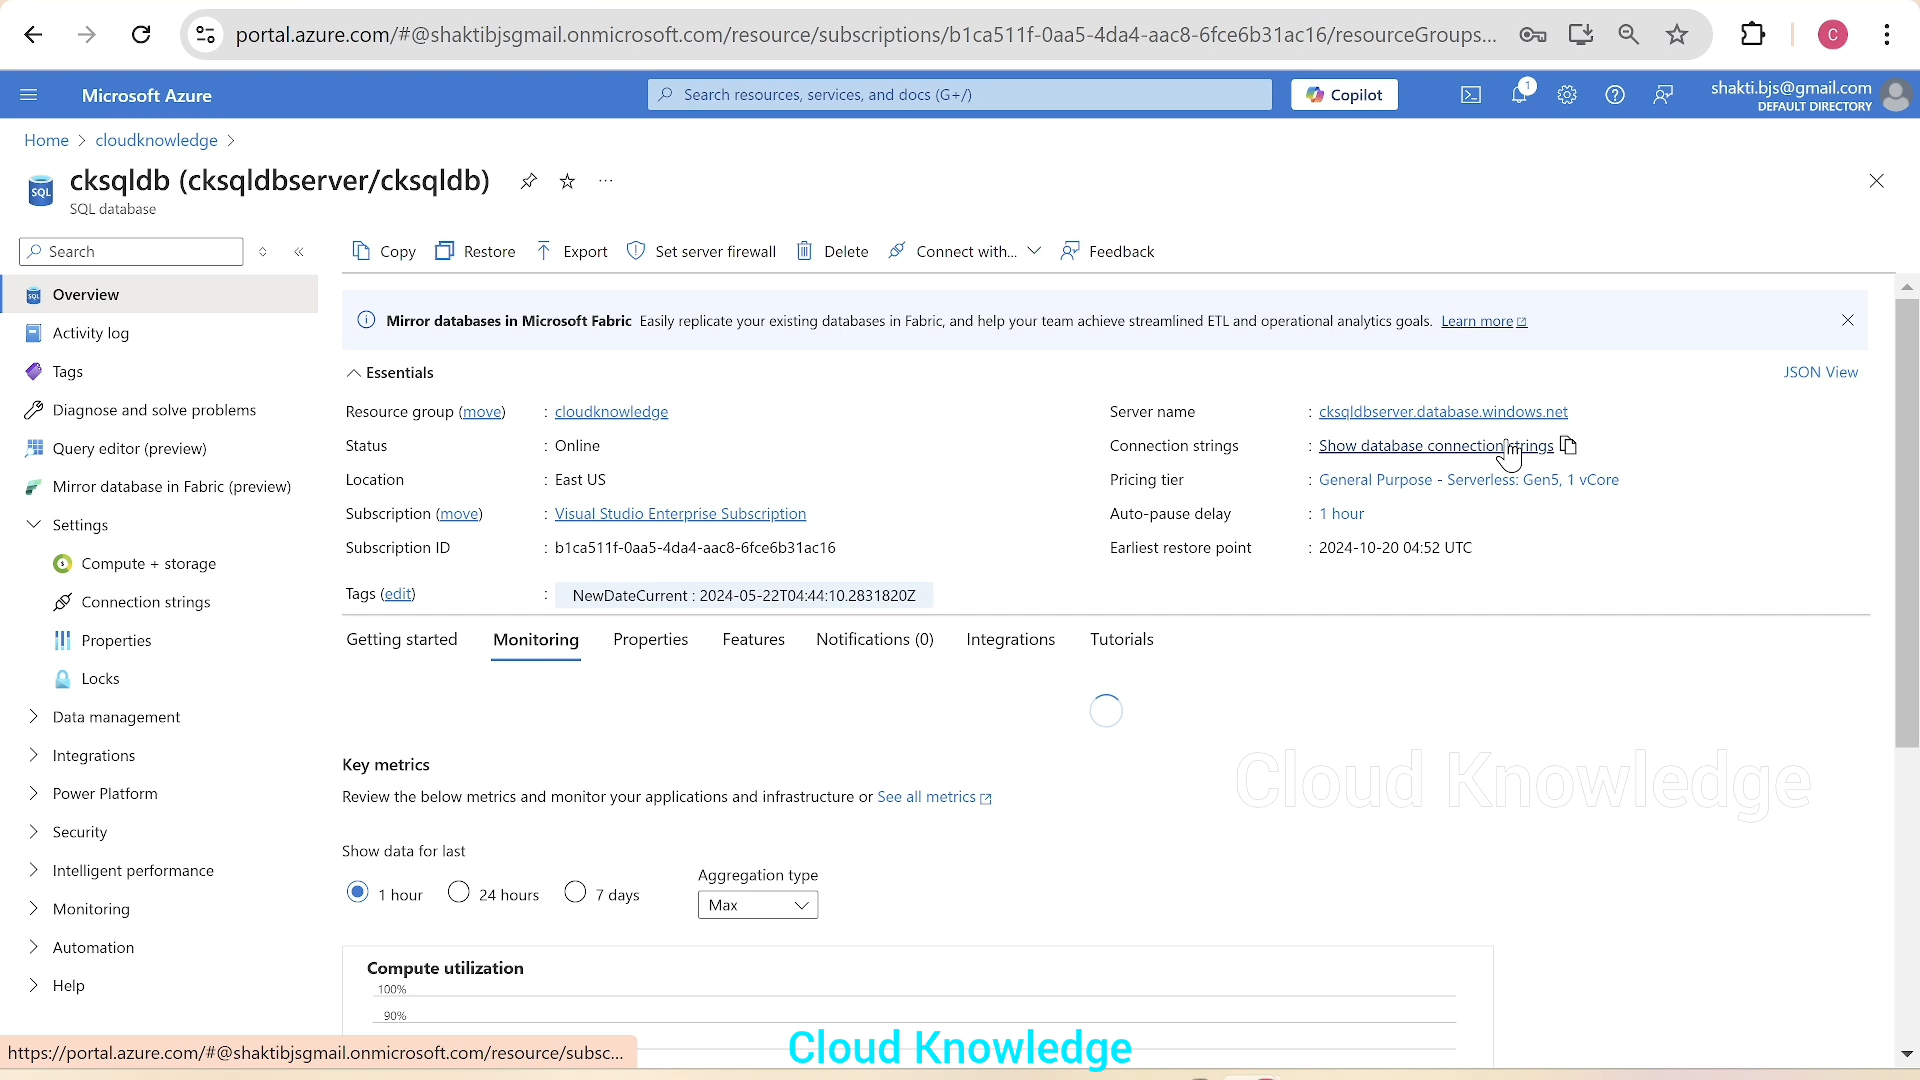 portal.azure.com/#@shaktibjsgmail.onmicrosoft.com/resource/subscriptions/b1ca511f-0aa5-4da4-aac8-6fce6b31ac16/resourceGroups...
C
Microsoft Azure
Search resources, services, and docs (G+/)
Copilot
1
shakti.bjs@gmail.com
DEFAULT DIRECTORY
Home > cloudknowledge >
SQL
cksqldb (cksqldbserver/cksqldb)
...
SQL database
Search
Copy
Restore
Export
Set server firewall
Delete
Connect with...
Feedback
Overview
Activity log
Tags
Diagnose and solve problems
Query editor (preview)
Mirror database in Fabric (preview)
Settings
Compute + storage
Connection strings
Properties
Locks
Data management
Integrations
Power Platform
Security
Intelligent performance
Monitoring
Automation
Help
Mirror databases in Microsoft Fabric Easily replicate your existing databases in Fabric, and help your team achieve streamlined ETL and operational analytics goals. Learn more
Essentials
JSON View
Resource group (move) : cloudknowledge
Status : Online
Location : East US
Subscription (move) : Visual Studio Enterprise Subscription
Subscription ID : b1ca511f-0aa5-4da4-aac8-6fce6b31ac16
Server name : cksqldbserver.database.windows.net
Connection strings : Show database connection strings
Pricing tier : General Purpose - Serverless: Gen5, 1 vCore
Auto-pause delay : 1 hour
Earliest restore point : 2024-10-20 04:52 UTC
Tags (edit) : NewDateCurrent : 2024-05-22T04:44:10.2831820Z
Getting started
Monitoring
Properties
Features
Notifications (0)
Integrations
Tutorials
Key metrics
Review the below metrics and monitor your applications and infrastructure or See all metrics
Cloud Knowledge
Show data for last
1 hour
24 hours
7 days
Aggregation type
Max
Compute utilization
100%
90%
https://portal.azure.com/#@shaktibjsgmail.onmicrosoft.com/resource/subsc...
Cloud Knowledge